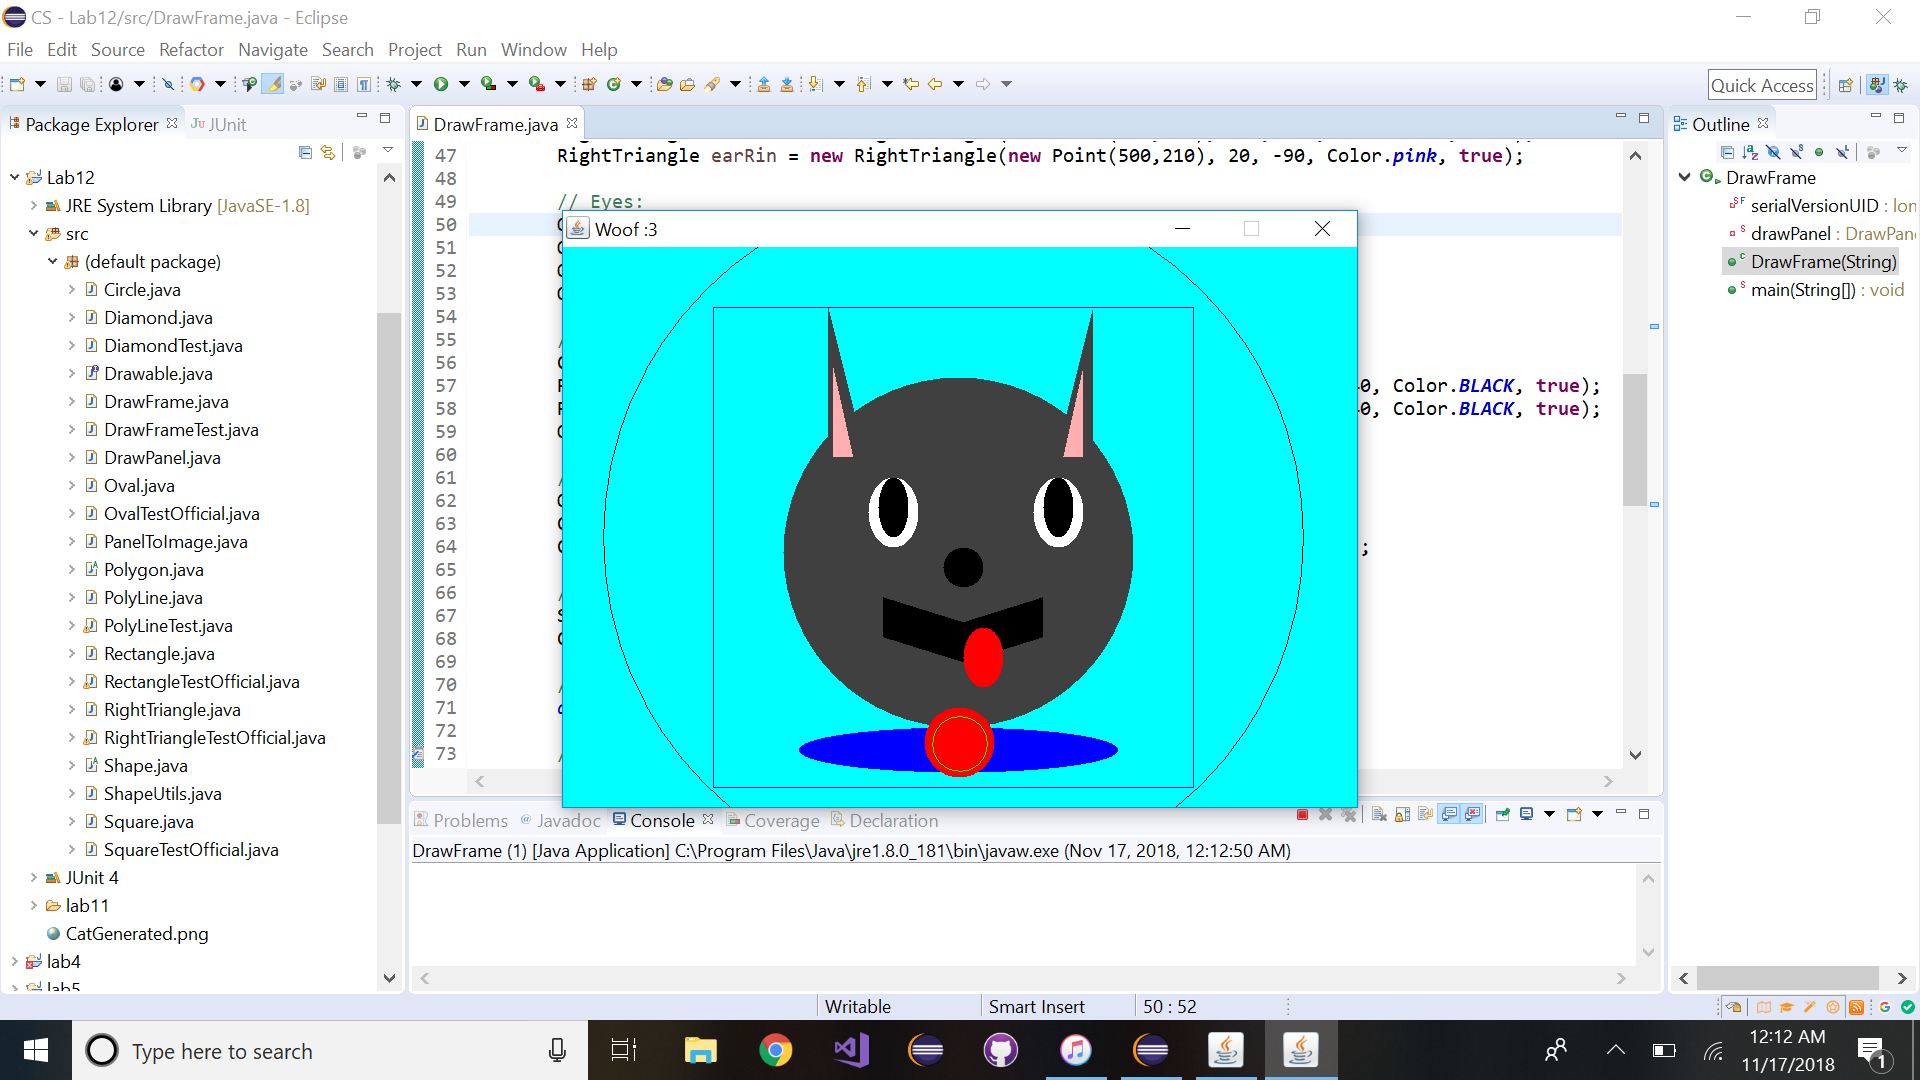 CS - Lab12/src/DrawFrame.java - Eclipse
File Edit Source Refactor Navigate Search Project Run Window Help
Quick Access
Package Explorer
JUnit
Lab12
JRE System Library [JavaSE-1.8]
src
(default package)
Circle.java
Diamond.java
DiamondTest.java
Drawable.java
DrawFrame.java
DrawFrameTest.java
DrawPanel.java
Oval.java
OvalTestOfficial.java
PanelToImage.java
Polygon.java
PolyLine.java
PolyLineTest.java
Rectangle.java
RectangleTestOfficial.java
RightTriangle.java
RightTriangleTestOfficial.java
Shape.java
ShapeUtils.java
Square.java
SquareTestOfficial.java
JUnit 4
lab11
CatGenerated.png
lab4
lab5
DrawFrame.java
47 RightTriangle earRin = new RightTriangle(new Point(500,210), 20, -90, Color.pink, true);
48
49 // Eyes:
50
51
52
53
54
55
56
57 0, Color.BLACK, true);
58 0, Color.BLACK, true);
59
60
61
62
63
64 ;
65
66
67
68
69
70
71
72
73
Woof :3
Problems
Javadoc
Console
Coverage
Declaration
DrawFrame (1) [Java Application] C:\Program Files\Java\jre1.8.0_181\bin\javaw.exe (Nov 17, 2018, 12:12:50 AM)
Outline
DrawFrame
serialVersionUID : lon
drawPanel : DrawPan
DrawFrame(String)
main(String[]) : void
Writable
Smart Insert
50 : 52
Type here to search
12:12 AM
11/17/2018
1